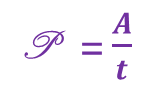 𝒫 = A/t